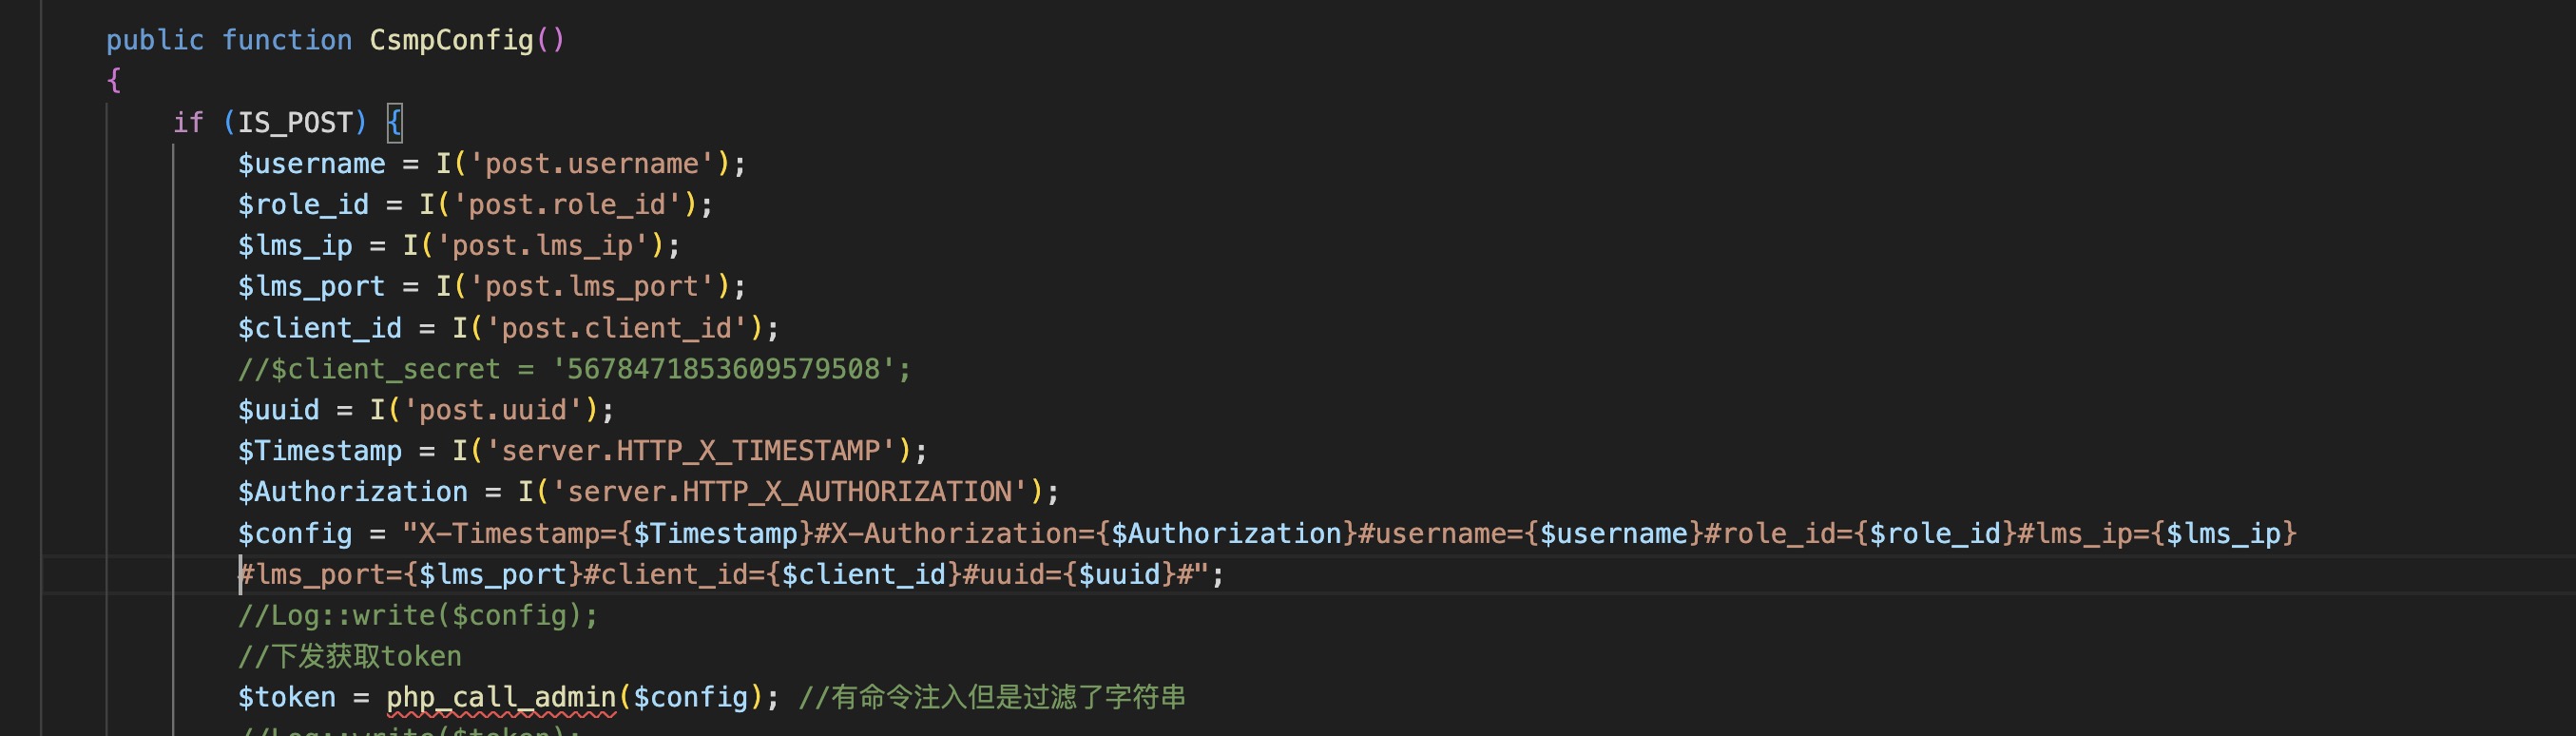 public function CsmpConfig()
{
if (IS_POST) {
$username = I('post.username');
$role_id = I('post.role_id');
$lms_ip = I('post.lms_ip');
$lms_port = I('post.lms_port');
$client_id = I('post.client_id');
//$client_secret = '5678471853609579508';
$uuid = I('post.uuid');
$Timestamp = I('server.HTTP_X_TIMESTAMP');
$Authorization = I('server.HTTP_X_AUTHORIZATION');
$config = "X-Timestamp={$Timestamp}#X-Authorization={$Authorization}#username={$username}#role_id={$role_id}#lms_ip={$lms_ip}
#lms_port={$lms_port}#client_id={$client_id}#uuid={$uuid}#";
//Log::write($config);
//下发获取token
$token = php_call_admin($config); //有命令注入但是过滤了字符串
//Log::write($token);